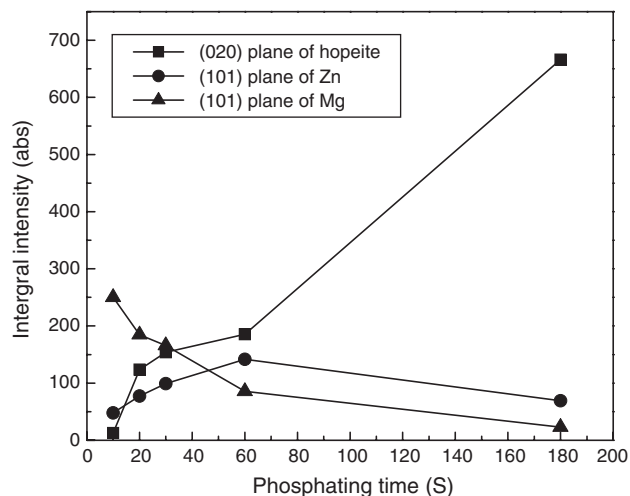 700
600
500
400
300
200
100
0
Intergral intensity (abs)
(020) plane of hopeite
(101) plane of Zn
(101) plane of Mg
0 20 40 60 80 100 120 140 160 180 200
Phosphating time (S)